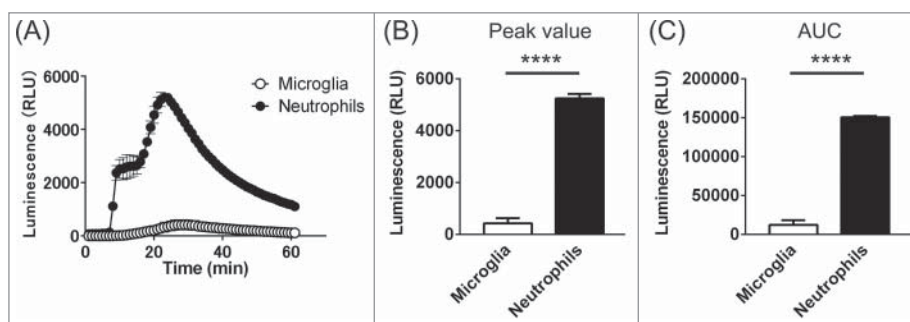 (A)
Luminescence (RLU)
6000
4000
2000
0
0
20
40
60
Time (min)
Microglia
Neutrophils
(B)
Peak value
****
Luminescence (RLU)
6000
4000
2000
0
Microglia
Neutrophils
(C)
AUC
****
Luminescence (RLU)
200000
150000
100000
50000
0
Microglia
Neutrophils